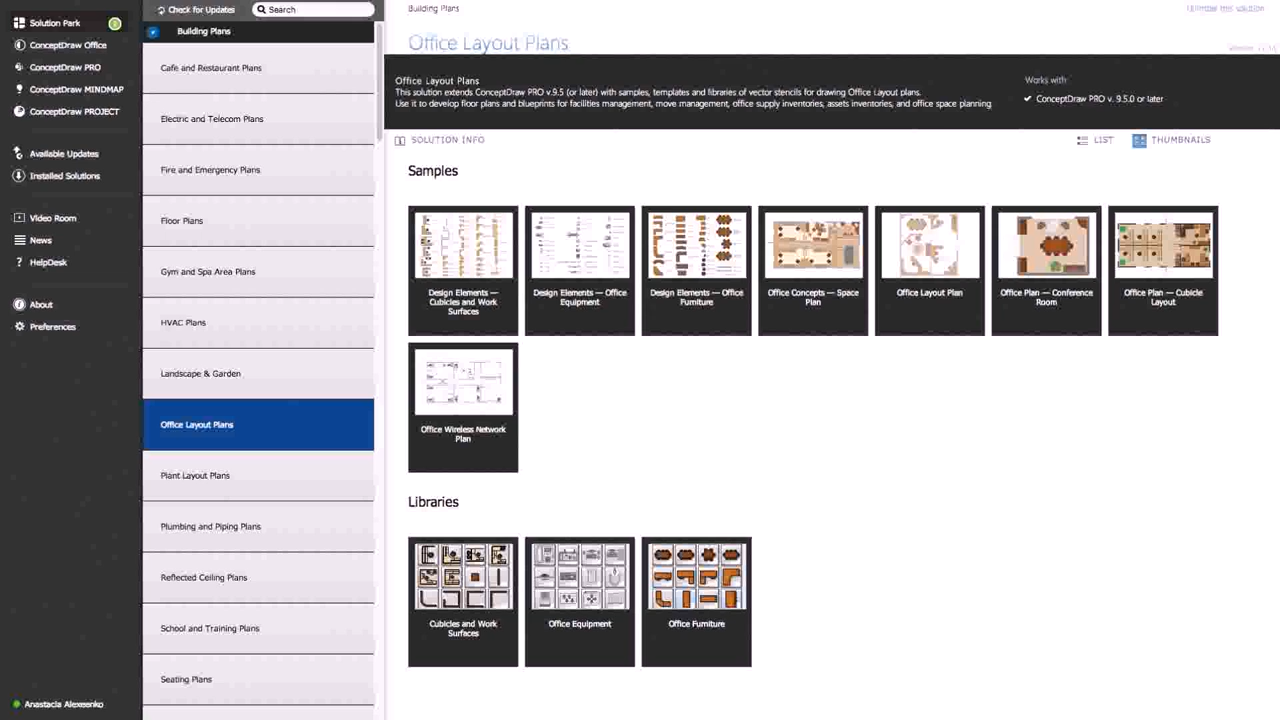 Solution Park
ConceptDraw Office
ConceptDraw PRO
ConceptDraw MINDMAP
ConceptDraw PROJECT
Available Updates
Installed Solutions
Video Room
News
HelpDesk
About
Preferences
Anastacia Alexeenko
Check for Updates
Search
Building Plans
Cafe and Restaurant Plans
Electric and Telecom Plans
Fire and Emergency Plans
Floor Plans
Gym and Spa Area Plans
HVAC Plans
Landscape & Garden
Office Layout Plans
Plant Layout Plans
Plumbing and Piping Plans
Reflected Ceiling Plans
School and Training Plans
Seating Plans
Building Plans
this solution
Office Layout Plans
Office Layout Plans
This solution extends ConceptDraw PRO v.9.5 (or later) with samples, templates and libraries of vector stencils for drawing Office Layout plans.
Use it to develop floor plans and blueprints for facilities management, move management, office supply inventories, assets inventories, and office space planning
Works with
ConceptDraw PRO v. 9.5.0 or later
SOLUTION INFO
LIST
THUMBNAILS
Samples
Design Elements — Cubicles and Work Surfaces
Design Elements — Office Equipment
Design Elements — Office Furniture
Office Concepts — Space Plan
Office Layout Plan
Office Plan — Conference Room
Office Plan — Cubicle Layout
Office Wireless Network Plan
Libraries
Cubicles and Work Surfaces
Office Equipment
Office Furniture